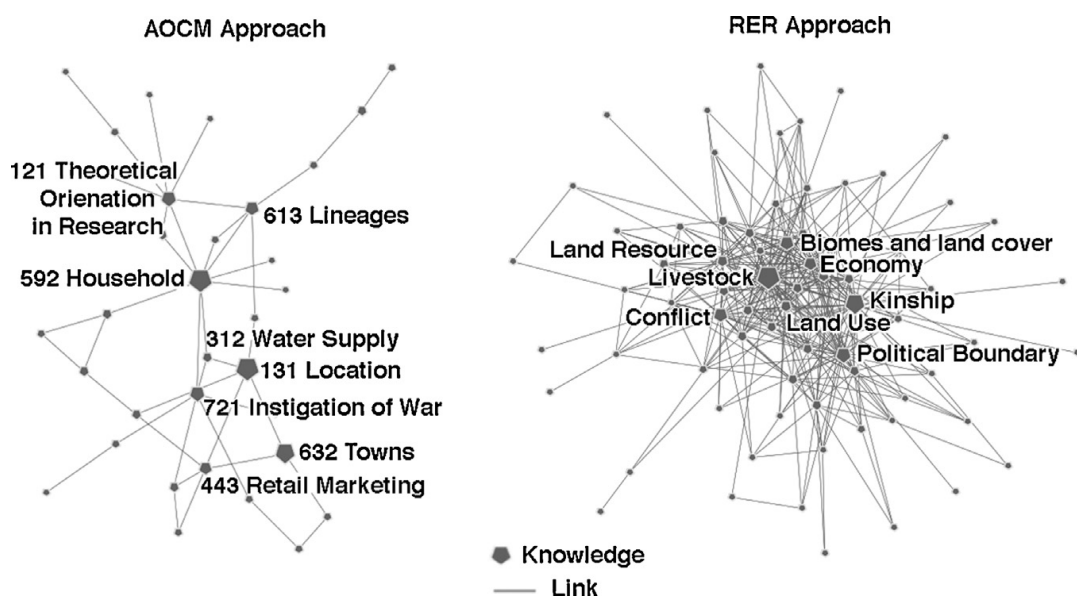 AOCM Approach
RER Approach
121 Theoretical
Orienation
in Research
613 Lineages
592 Household
312 Water Supply
131 Location
721 Instigation of War
632 Towns
443 Retail Marketing
Biomes and land cover
Land Resource
Economy
Livestock
Kinship
Conflict
Land Use
Political Boundary
Knowledge
Link